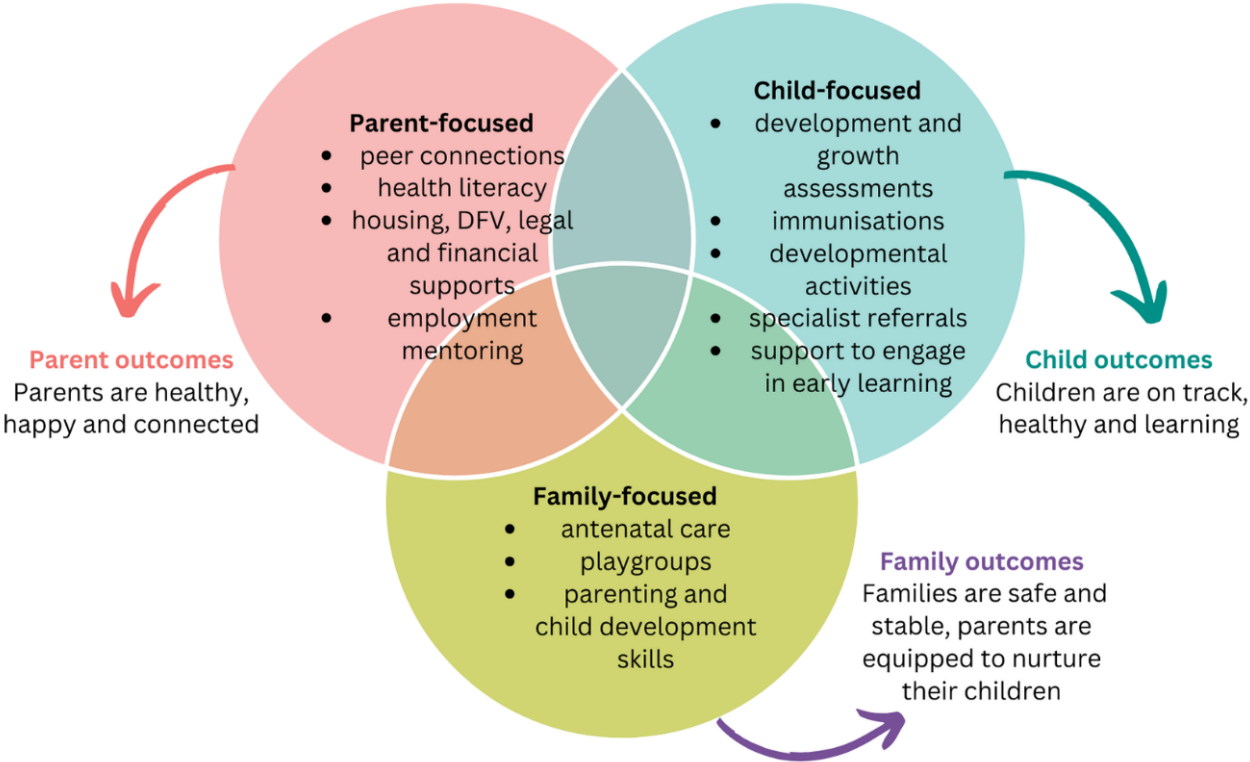 Parent-focused
• peer connections
• health literacy
• housing, DFV, legal
and financial
supports
• employment
mentoring
Child-focused
• development and
growth
assessments
• immunisations
• developmental
activities
• specialist referrals
• support to engage
in early learning
Parent outcomes
Parents are healthy,
happy and connected
Child outcomes
Children are on track,
healthy and learning
Family-focused
• antenatal care
• playgroups
• parenting and
child development
skills
Family outcomes
Families are safe and
stable, parents are
equipped to nurture
their children